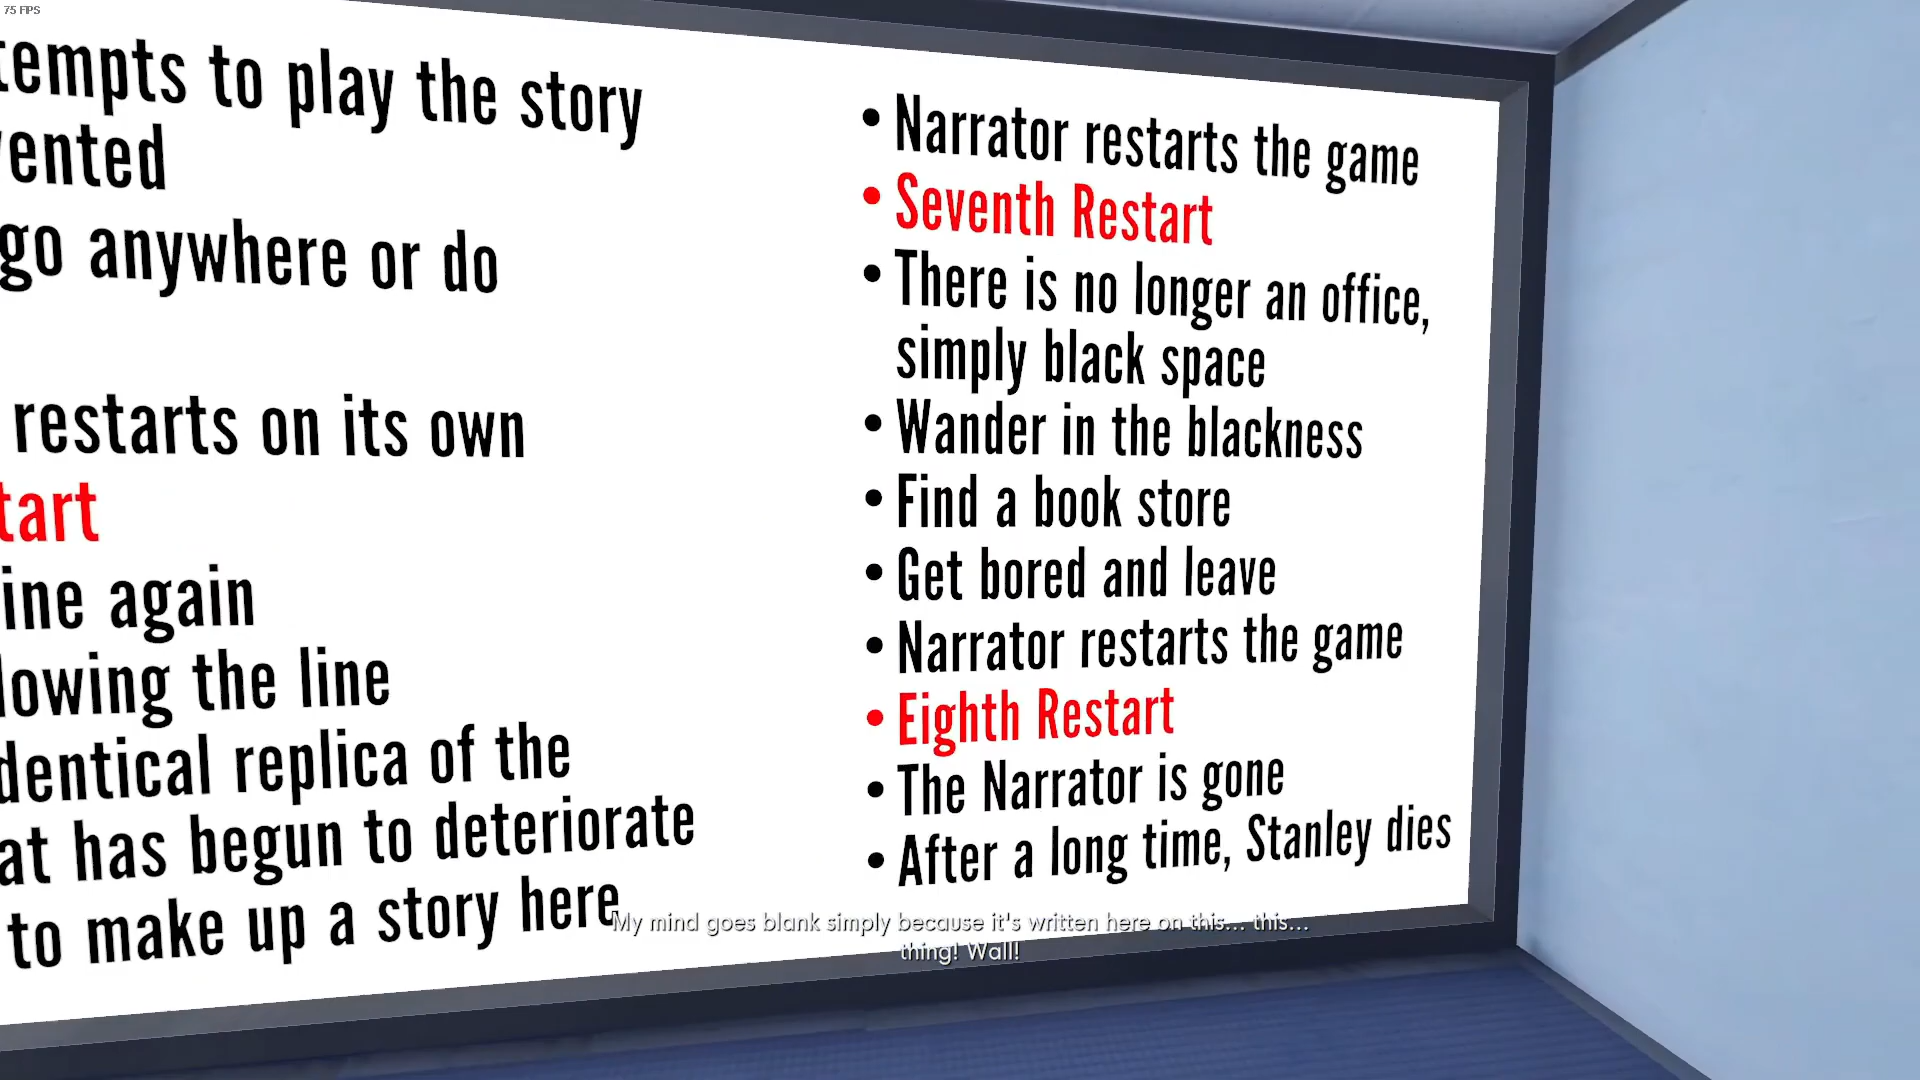 75 FPS
tempts to play the story
vented
go anywhere or do
restarts on its own
tart
ine again
lowing the line
dentical replica of the
at has begun to deteriorate
to make up a story here
• Narrator restarts the game
• Seventh Restart
• There is no longer an office,
simply black space
• Wander in the blackness
• Find a book store
• Get bored and leave
• Narrator restarts the game
• Eighth Restart
• The Narrator is gone
• After a long time, Stanley dies
My mind goes blank simply because it's written here on this... this...
thing! Wall!